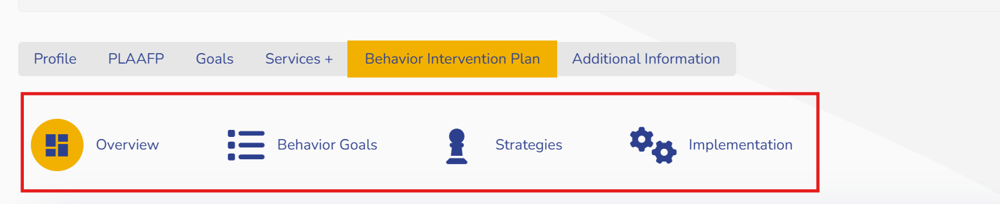 Profile PLAAFP Goals Services + Behavior Intervention Plan Additional Information
Overview Behavior Goals Strategies Implementation